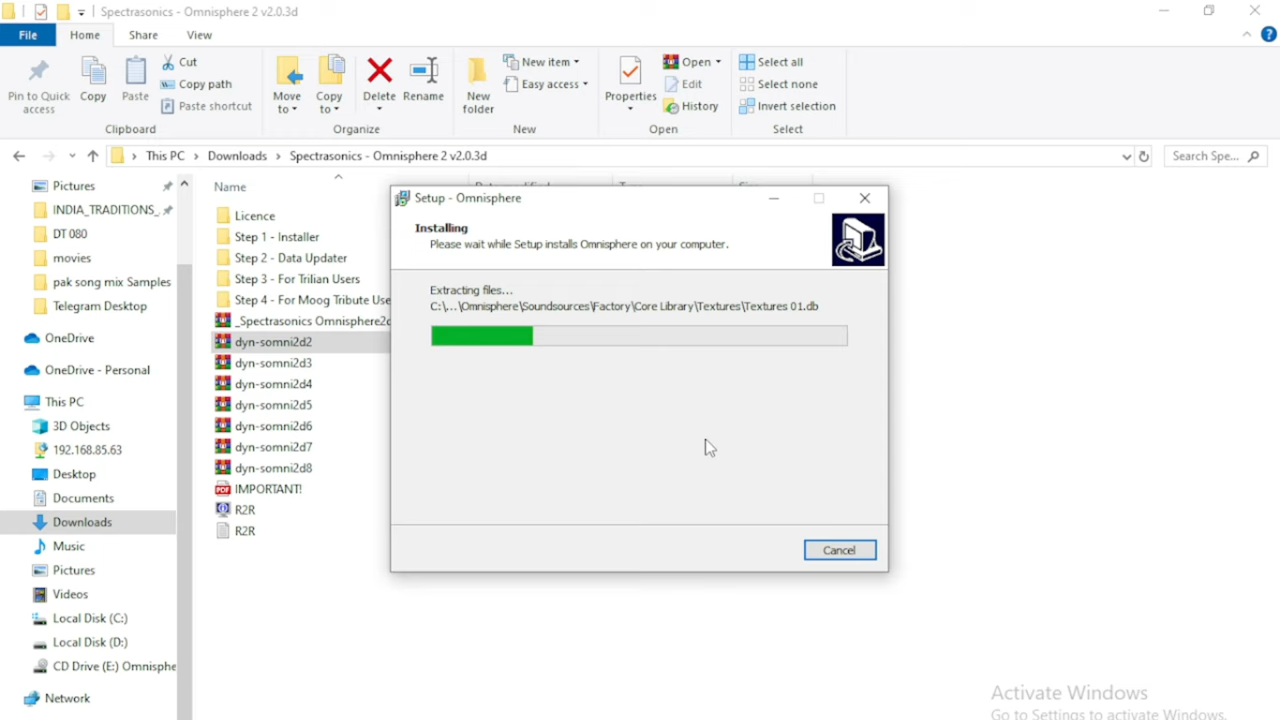 Spectrasonics - Omnisphere 2 v2.0.3d
File Home Share View
Pin to Quick access
Copy
Paste
Cut
Copy path
Paste shortcut
Clipboard
Move to
Copy to
Delete
Rename
Organize
New folder
New item
Easy access
New
Properties
Open
Edit
History
Open
Select all
Select none
Invert selection
Select
This PC > Downloads > Spectrasonics - Omnisphere 2 v2.0.3d
Search Spe...
Pictures
INDIA_TRADITIONS_
DT 080
movies
pak song mix Samples
Telegram Desktop
OneDrive
OneDrive - Personal
This PC
3D Objects
192.168.85.63
Desktop
Documents
Downloads
Music
Pictures
Videos
Local Disk (C:)
Local Disk (D:)
CD Drive (E:) Omnisphe
Network
Name
Licence
Step 1 - Installer
Step 2 - Data Updater
Step 3 - For Trilian Users
Step 4 - For Moog Tribute Use
_Spectrasonics Omnisphere2
dyn-somni2d2
dyn-somni2d3
dyn-somni2d4
dyn-somni2d5
dyn-somni2d6
dyn-somni2d7
dyn-somni2d8
IMPORTANT!
R2R
R2R
Setup - Omnisphere
Installing
Please wait while Setup installs Omnisphere on your computer.
Extracting files...
C:\...\Omnisphere\Soundsources\Factory\Core Library\Textures\Textures 01.db
Cancel
Activate Windows
Go to Settings to activate Windows.